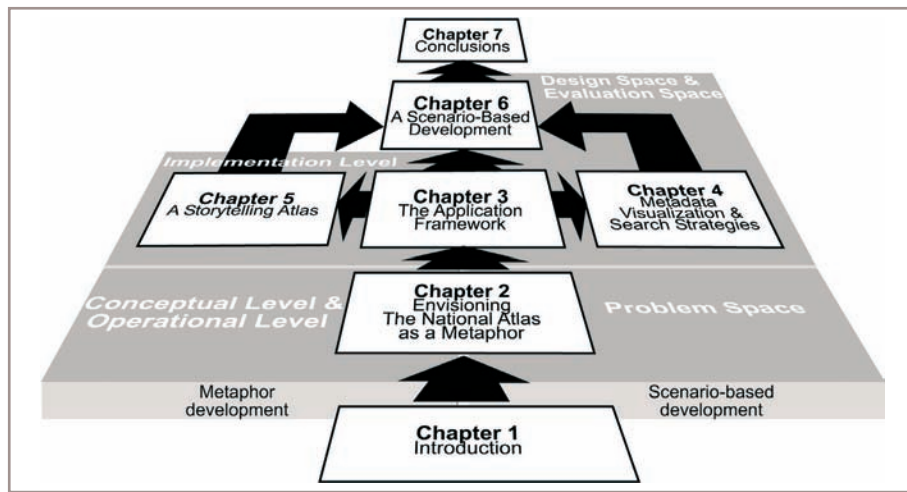 Chapter 7
Conclusions
Design Space &
Evaluation Space
Chapter 6
A Scenario-Based
Development
Implementation Level
Chapter 5
A Storytelling Atlas
Chapter 3
The Application
Framework
Chapter 4
Metadata
Visualization &
Search Strategies
Conceptual Level &
Operational Level
Chapter 2
Envisioning
The National Atlas
as a Metaphor
Problem Space
Metaphor
development
Scenario-based
development
Chapter 1
Introduction